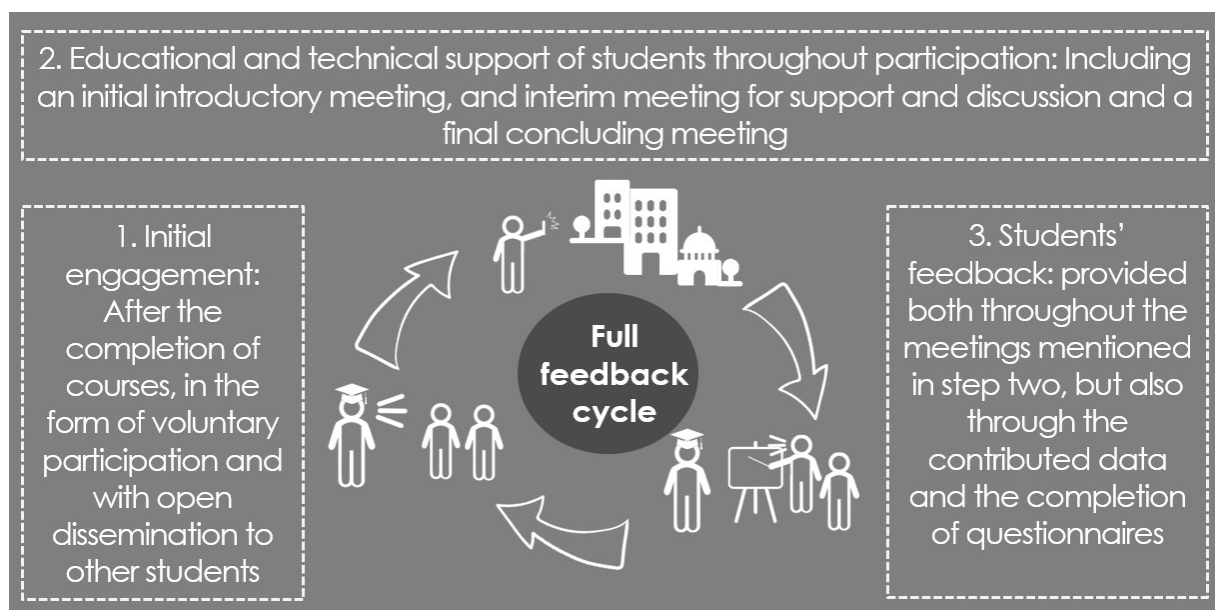 2. Educational and technical support of students throughout participation: Including
an initial introductory meeting, and interim meeting for support and discussion and a
final concluding meeting
1. Initial
engagement:
After the
completion of
courses, in the
form of voluntary
participation and
with open
dissemination to
other students
Full
feedback
cycle
3. Students’
feedback: provided
both throughout the
meetings mentioned
in step two, but also
through the
contributed data
and the completion
of questionnaires